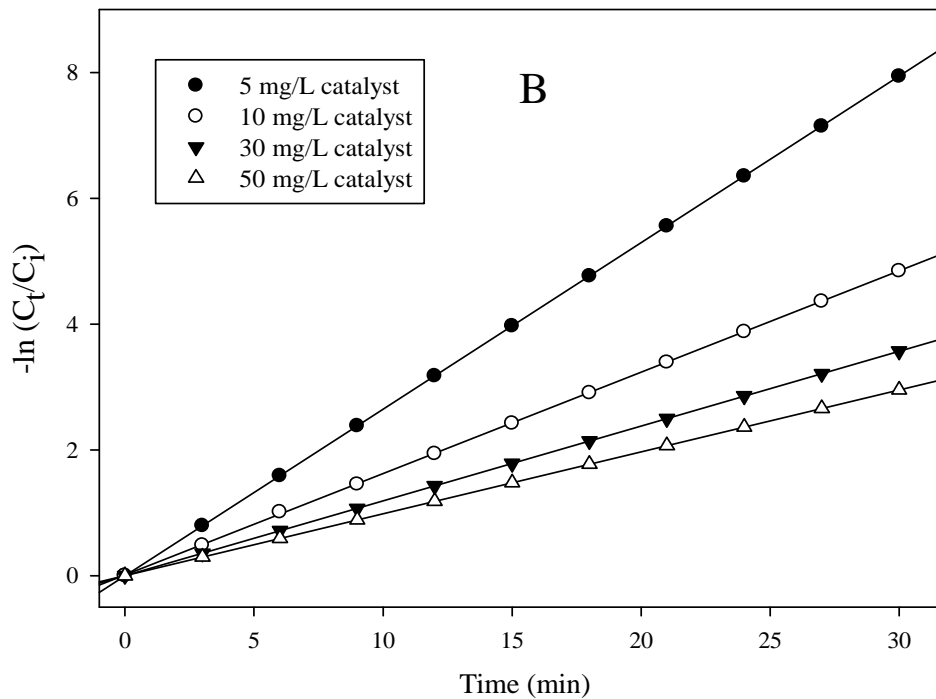 B
5 mg/L catalyst
10 mg/L catalyst
30 mg/L catalyst
50 mg/L catalyst
-ln (Ct/Ci)
8
6
4
2
0
0 5 10 15 20 25 30
Time (min)